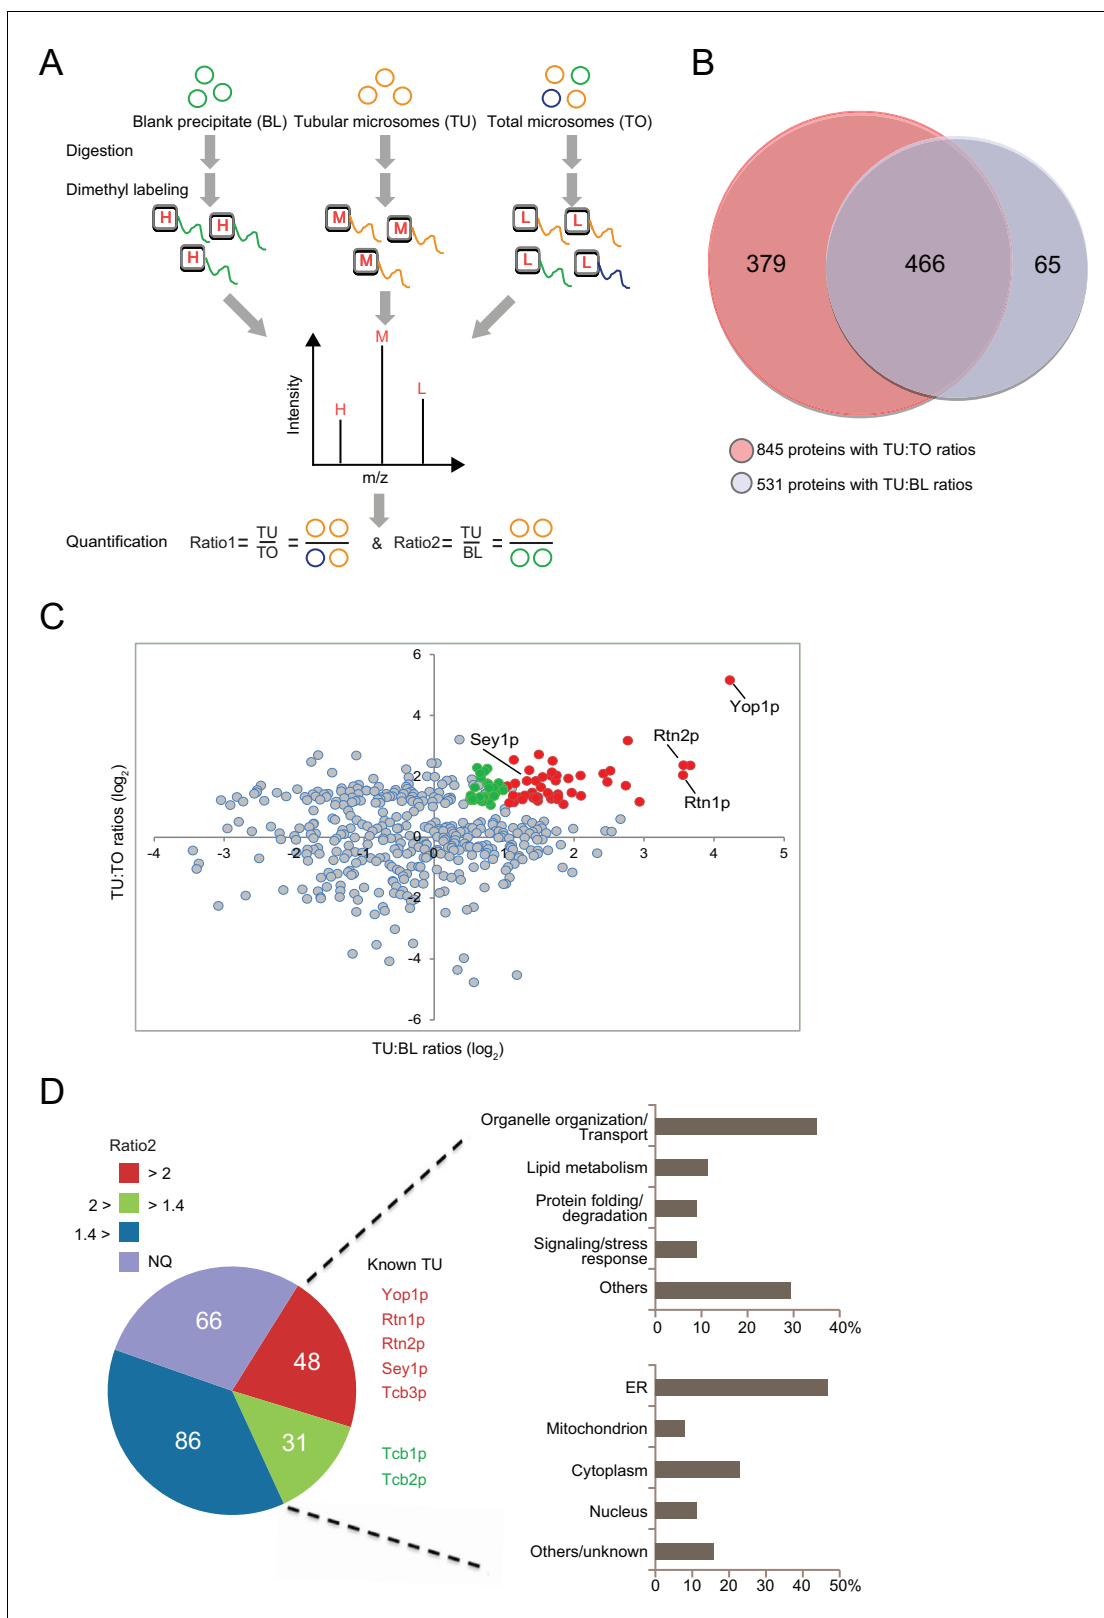 A
Blank precipitate (BL) Tubular microsomes (TU) Total microsomes (TO)
Digestion
Dimethyl labeling
H H M M L L
H M L L
M
L
H
Intensity
m/z
Quantification Ratio1 = TU/TO = & Ratio2 = TU/BL =
B
379 466 65
845 proteins with TU:TO ratios
531 proteins with TU:BL ratios
C
6
4
2
0
-2
-4
-6
-4 -3 -2 -1 0 1 2 3 4 5
Yop1p
Rtn2p
Sey1p
Rtn1p
TU:TO ratios (log2)
TU:BL ratios (log2)
D
Ratio2
> 2
2 > > 1.4
1.4 >
NQ
66
48
86
31
Known TU
Yop1p
Rtn1p
Rtn2p
Sey1p
Tcb3p
Tcb1p
Tcb2p
Organelle organization/
Transport
Lipid metabolism
Protein folding/
degradation
Signaling/stress
response
Others
0 10 20 30 40%
ER
Mitochondrion
Cytoplasm
Nucleus
Others/unknown
0 10 20 30 40 50%